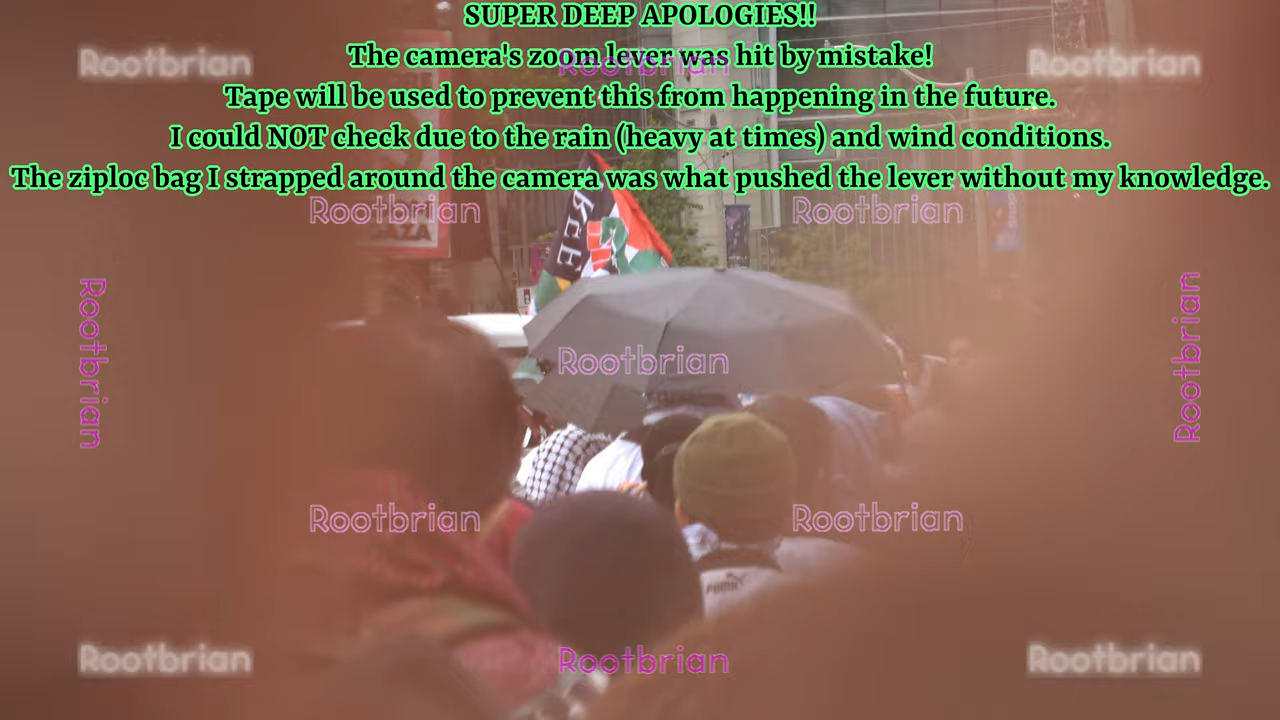 SUPER DEEP APOLOGIES!!
The camera's zoom lever was hit by mistake!
Tape will be used to prevent this from happening in the future.
I could NOT check due to the rain (heavy at times) and wind conditions.
The ziploc bag I strapped around the camera was what pushed the lever without my knowledge.
Rootbrian
Rootbrian
Rootbrian
Rootbrian
Rootbrian
Rootbrian
Rootbrian
Rootbrian
Rootbrian
Rootbrian
Rootbrian
PUMA
Rootbrian
Rootbrian
Rootbrian